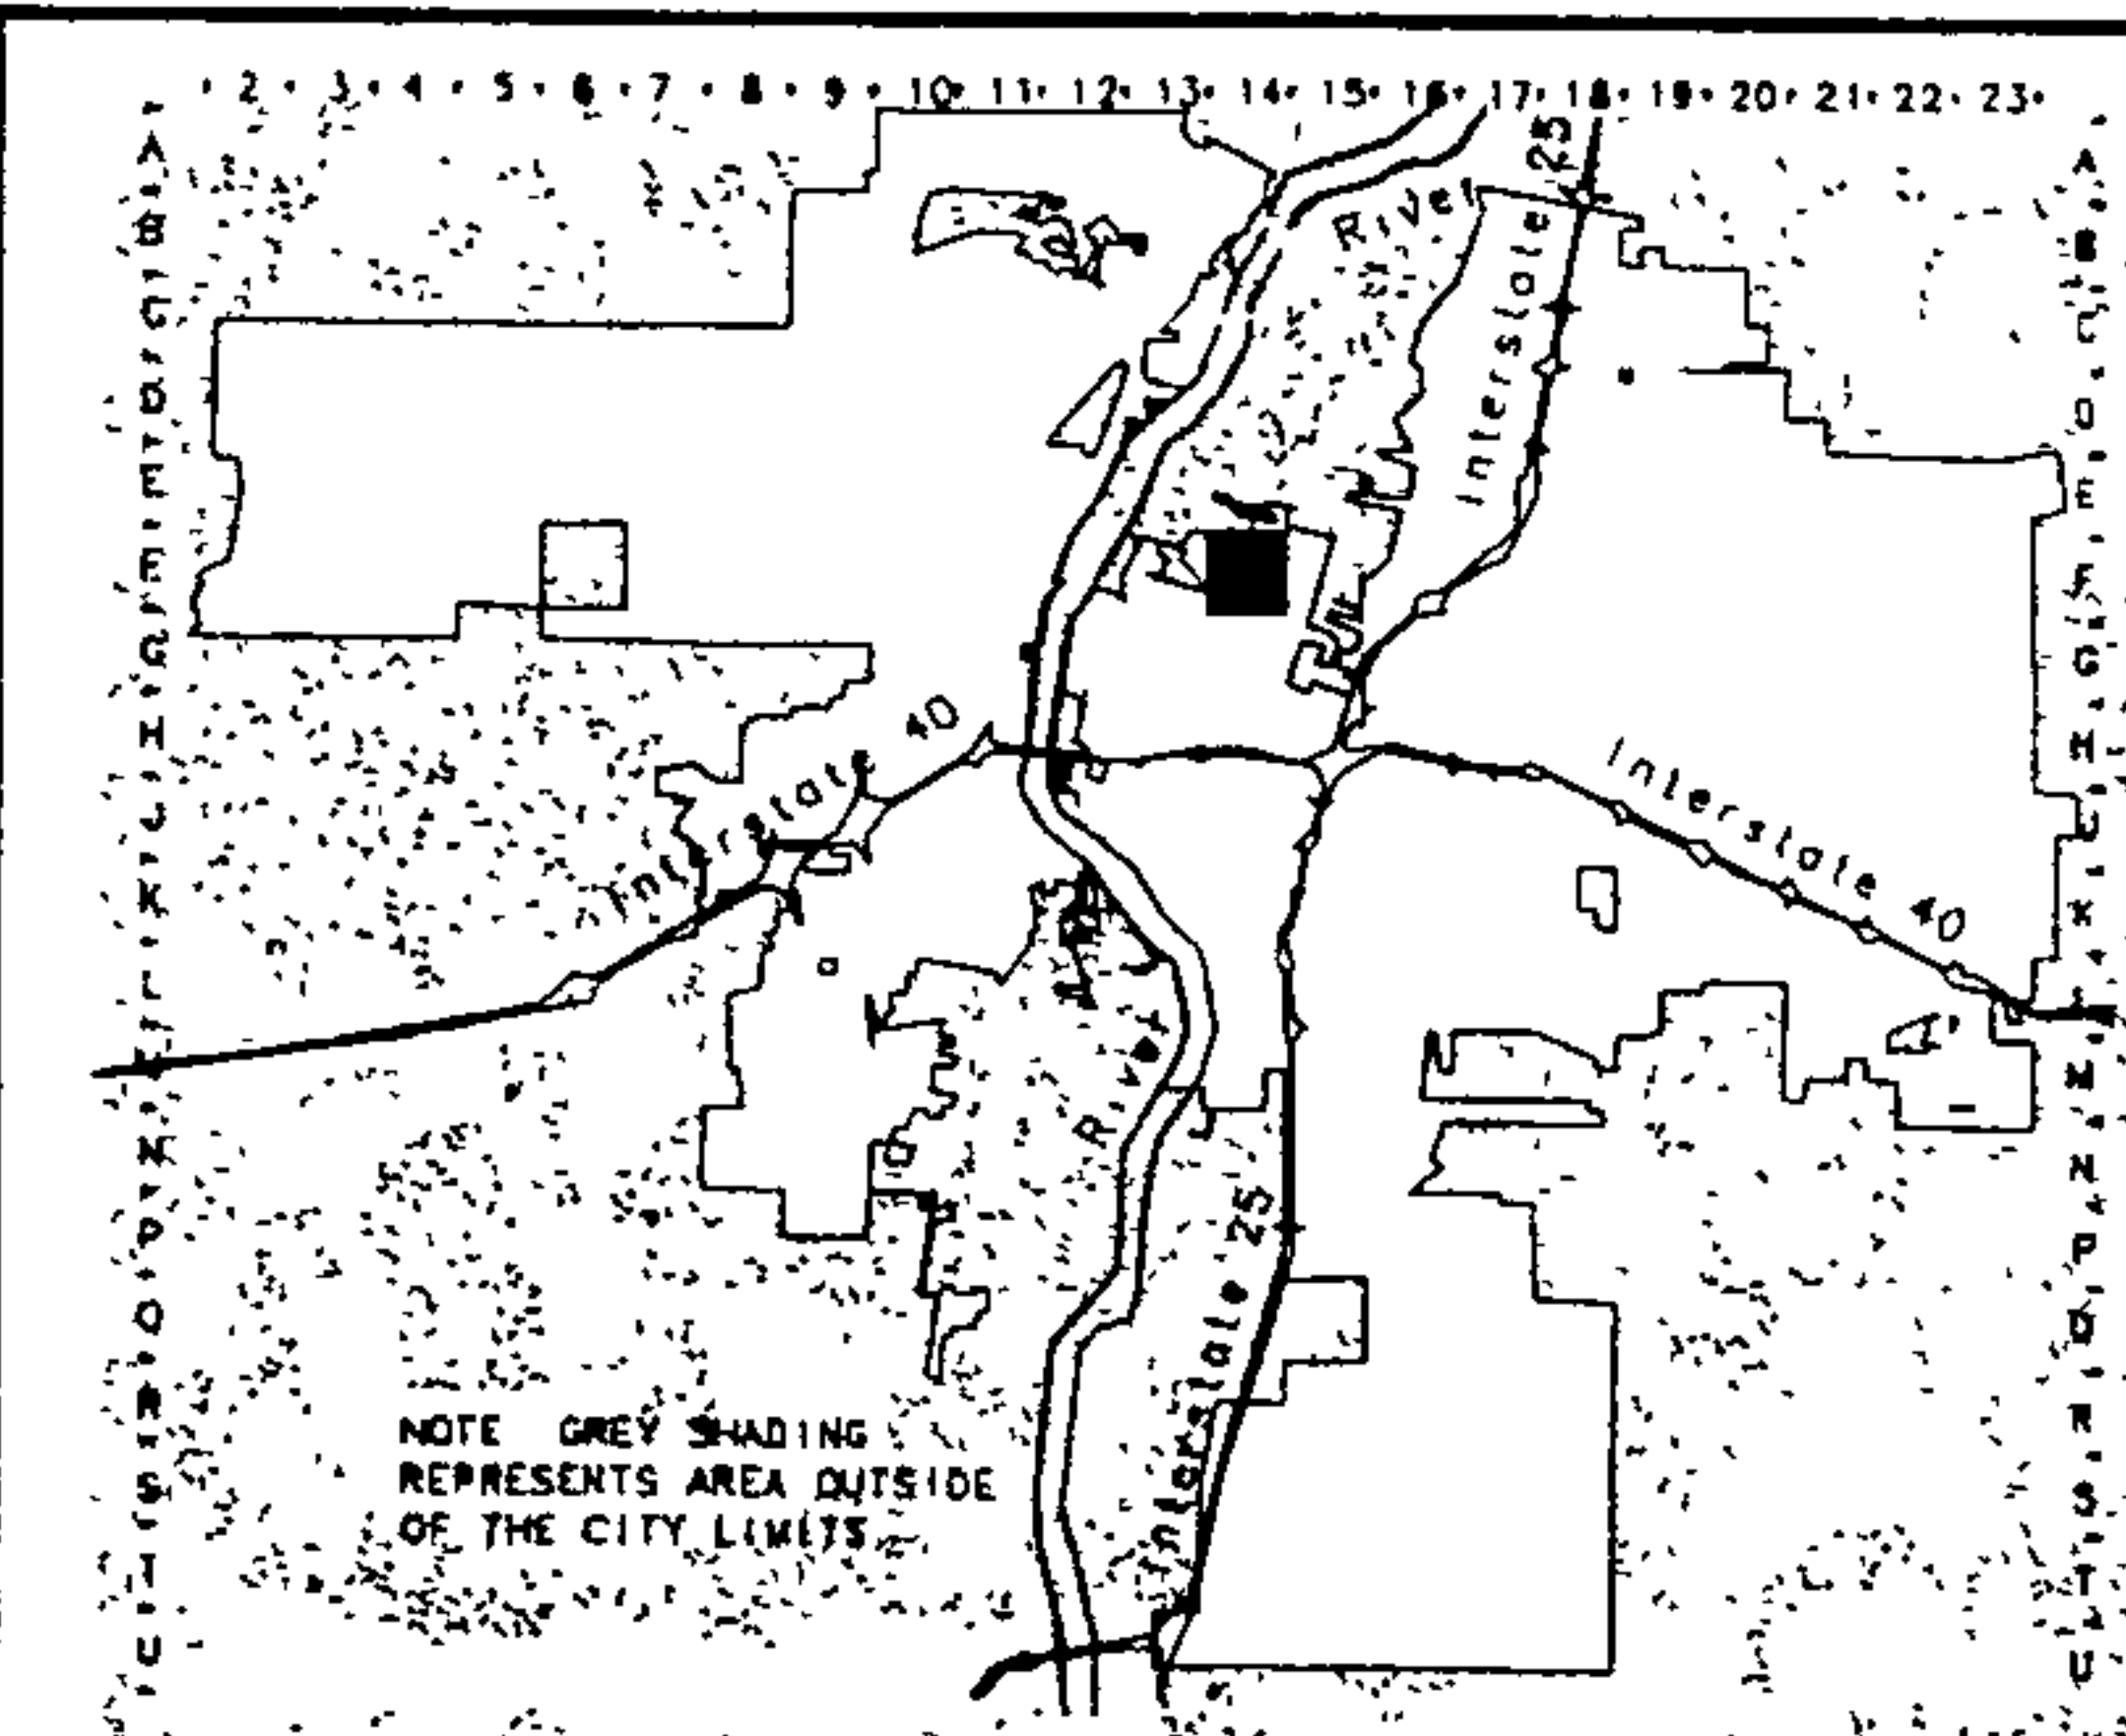 2 3 4 5 6 7 8 9 10 11 12 13 14 15 16 17 18 19 20 21 22 23
A A
B B
C C
D D
E E
F F
G G
H H
J J
K K
L L
M M
N N
P P
Q Q
R R
S S
T T
U U
River
Interstate 25
Interstate 40
Interstate 40
River
Interstate 25
NOTE GREY SHADING
REPRESENTS AREA OUTSIDE
OF THE CITY LIMITS